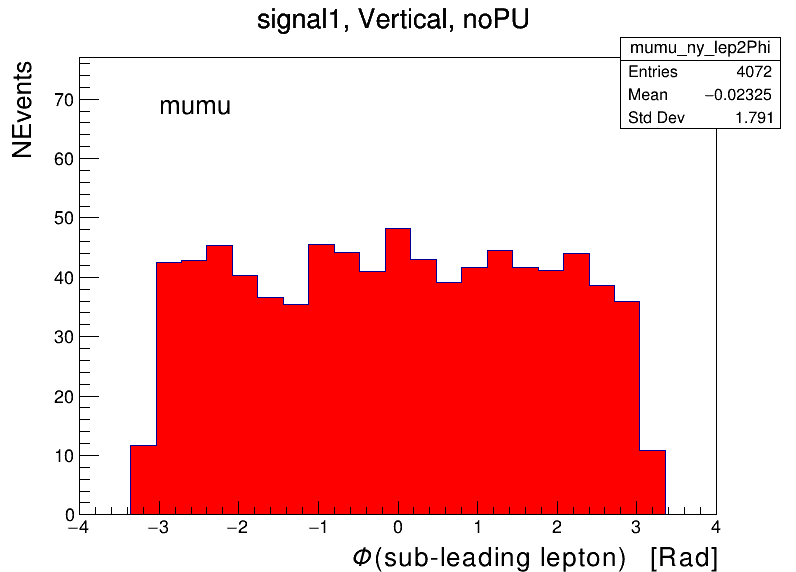 signal1, Vertical, noPU
mumu_ny_lep2Phi
Entries 4072
Mean −0.02325
Std Dev 1.791
NEvents
mumu
70
60
50
40
30
20
10
0
−4 −3 −2 −1 0 1 2 3 4
Φ(sub-leading lepton) [Rad]